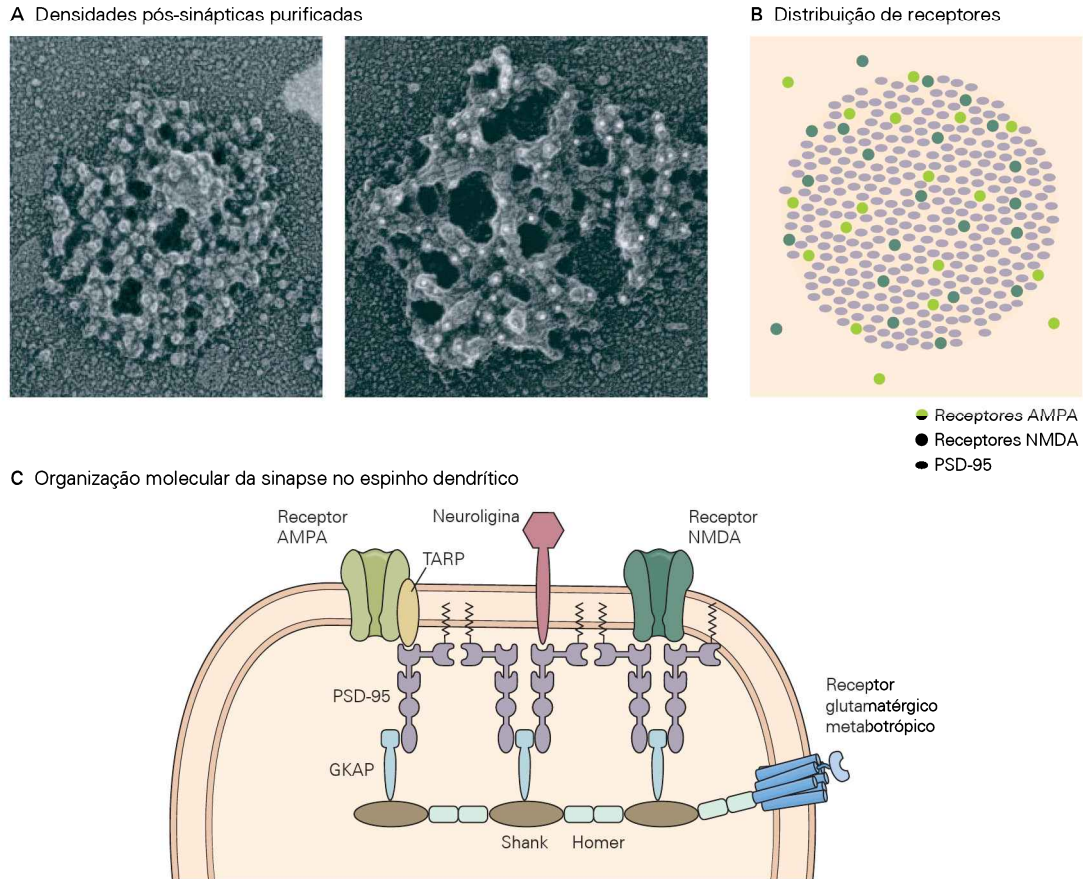 A Densidades pós-sinápticas purificadas
B Distribuição de receptores
Receptores AMPA
Receptores NMDA
PSD-95
C Organização molecular da sinapse no espinho dendrítico
Receptor
AMPA
TARP
Neuroligina
Receptor
NMDA
PSD-95
GKAP
Shank
Homer
Receptor
glutamatérgico
metabotrópico